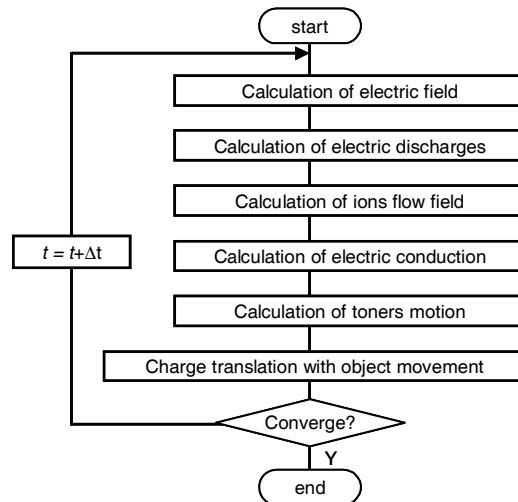 start
Calculation of electric field
Calculation of electric discharges
Calculation of ions flow field
t = t+Δt
Calculation of electric conduction
Calculation of toners motion
Charge translation with object movement
Converge?
Y
end